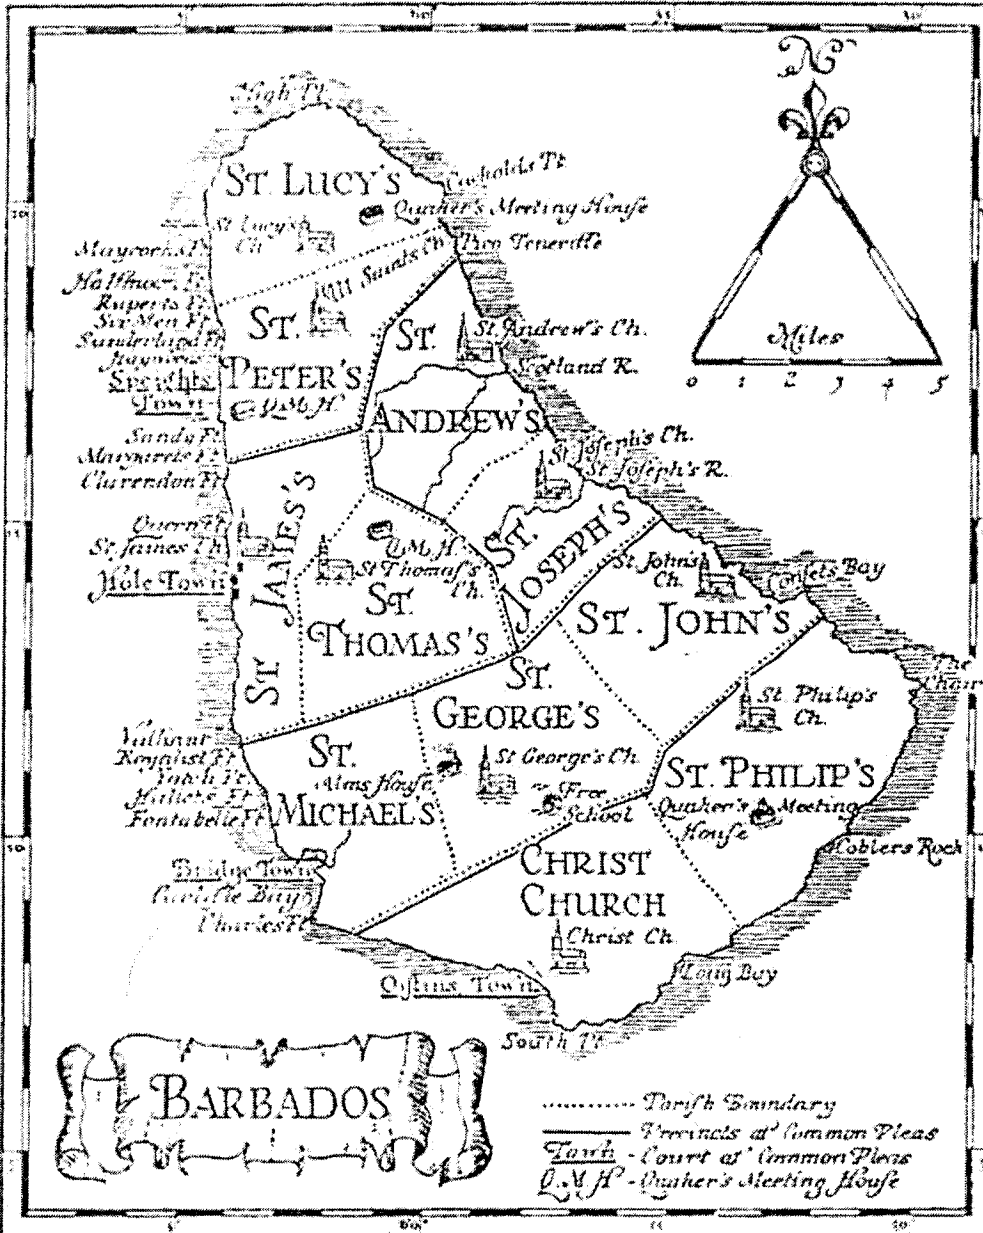 N
High Pt.
ST. LUCY'S
Cucholds Pt
Quaker's Meeting House
St Lucy's
Ch
Pico Teneriffe
All Saints Ch
Maycocks Ft
Halfmoon Ft
Ruperts Ft
Six Men Ft
Sunderland Ft
Haymans
Speights
Town
ST.
PETER'S
Q.M.H.
ST.
ANDREW'S
St Andrew's Ch.
Scotland R.
Miles
0 1 2 3 4 5
Sandy Ft
Margarets Ft
Clarendon Ft
St Joseph's Ch.
St Joseph's R.
ST.
JOSEPH'S
Queen Ft
St James Ch
Hole Town
ST. JAMES'S
Q.M.H.
St Thomas's
Ch.
ST.
THOMAS'S
St John's
Ch.
ST. JOHN'S
Consets Bay
The
Chair
ST.
GEORGE'S
St George's Ch.
Free
School
St. Philip's
Ch.
ST. PHILIP'S
Quaker's Meeting
House
Coblers Rock
Royalist Ft
Fontabelle Ft
ST.
Alms House
MICHAEL'S
Bridge Town
Carlisle Bay
Charles Ft
CHRIST
CHURCH
Christ Ch.
Oistins Town
Long Bay
South Pt
BARBADOS
Parish Boundary
Precincts of Common Pleas
Town - Court of Common Pleas
Q.M.H - Quaker's Meeting House